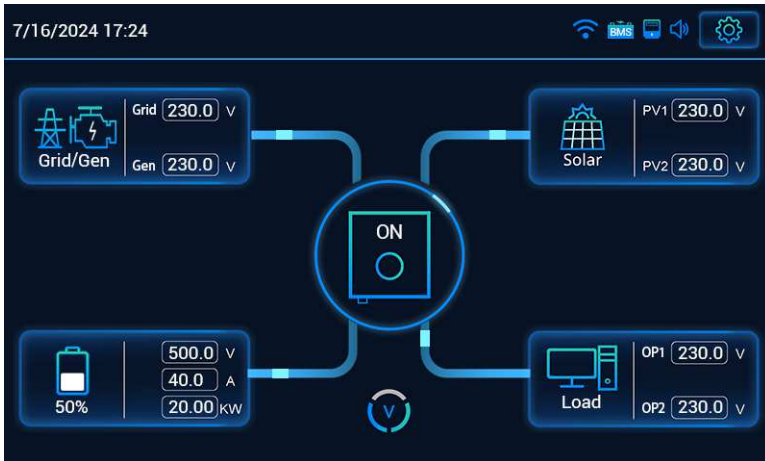 7/16/2024 17:24
BMS
Grid 230.0 V
Grid/Gen
Gen 230.0 V
PV1 230.0 V
Solar
PV2 230.0 V
ON
500.0 V
40.0 A
50%
20.00 KW
V
OP1 230.0 V
Load
OP2 230.0 V